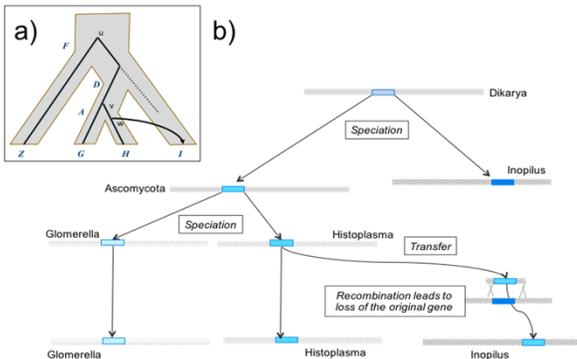 a)
b)
u
F
D
A
v
w
Z
G
H
I
Dikarya
Speciation
Inopilus
Ascomycota
Speciation
Glomerella
Histoplasma
Transfer
Recombination leads to
loss of the original gene
Glomerella
Histoplasma
Inopilus